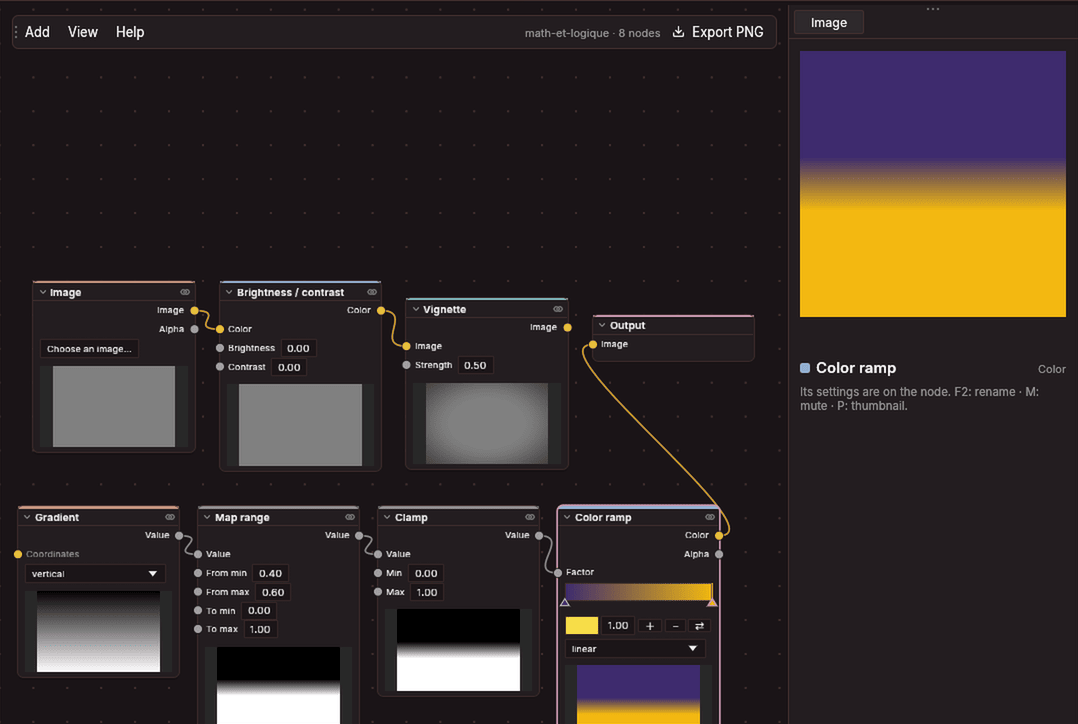 Add View Help math-et-logique · 8 nodes Export PNG
Image
Color ramp Color
Its settings are on the node. F2: rename · M:
mute · P: thumbnail.
Image
Image
Alpha
Choose an image...
Brightness / contrast
Color
Color
Brightness 0.00
Contrast 0.00
Vignette
Image
Image
Strength 0.50
Output
Image
Gradient
Value
Coordinates
vertical
Map range
Value
Value
From min 0.40
From max 0.60
To min 0.00
To max 1.00
Clamp
Value
Value
Min 0.00
Max 1.00
Color ramp
Color
Alpha
Factor
1.00 + − ⇄
linear